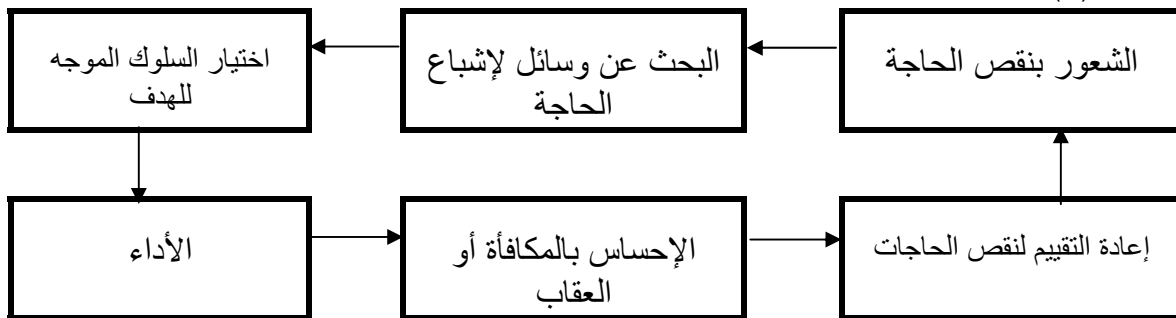 الشعور بنقص الحاجة
البحث عن وسائل لإشباع
الحاجة
اختيار السلوك الموجه
للهدف
الأداء
الإحساس بالمكافأة أو
العقاب
إعادة التقييم لنقص الحاجات